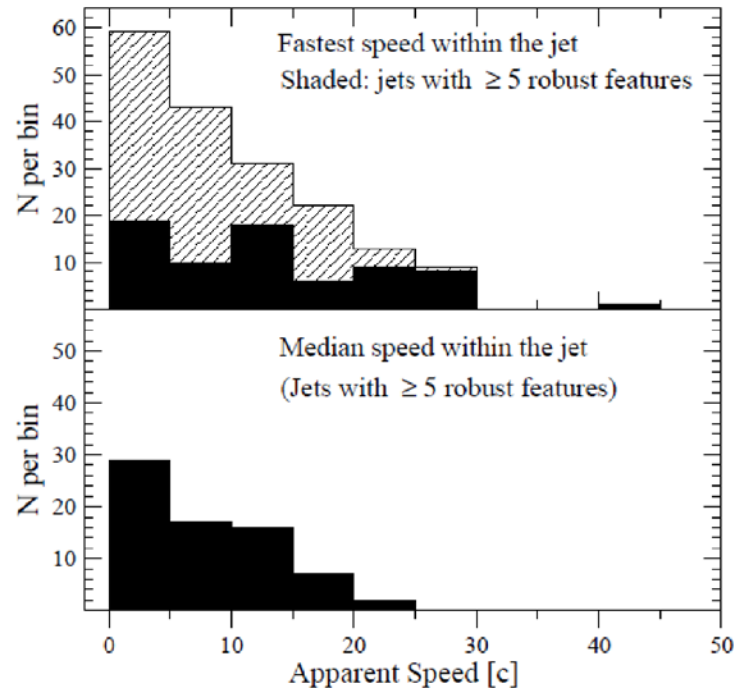 Fastest speed within the jet
Shaded: jets with ≥ 5 robust features
N per bin
60
50
40
30
20
10
Median speed within the jet
(Jets with ≥ 5 robust features)
N per bin
50
40
30
20
10
0
10
20
30
40
50
Apparent Speed [c]